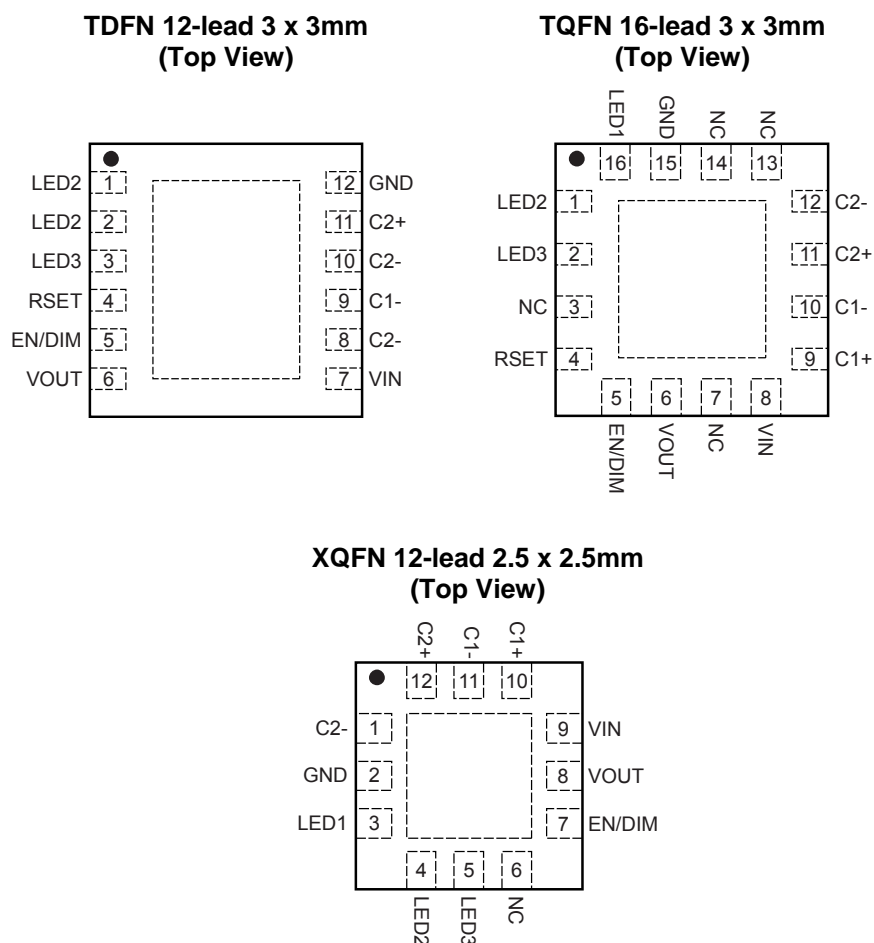 TDFN 12-lead 3 x 3mm
(Top View)
LED2 1
LED2 2
LED3 3
RSET 4
EN/DIM 5
VOUT 6
12 GND
11 C2+
10 C2-
9 C1-
8 C2-
7 VIN
TQFN 16-lead 3 x 3mm
(Top View)
LED1 GND NC NC
16 15 14 13
LED2 1
LED3 2
NC 3
RSET 4
12 C2-
11 C2+
10 C1-
9 C1+
5 6 7 8
EN/DIM VOUT NC VIN
XQFN 12-lead 2.5 x 2.5mm
(Top View)
C2+ C1- C1+
12 11 10
C2- 1
GND 2
LED1 3
9 VIN
8 VOUT
7 EN/DIM
4 5 6
LED2 LED3 NC